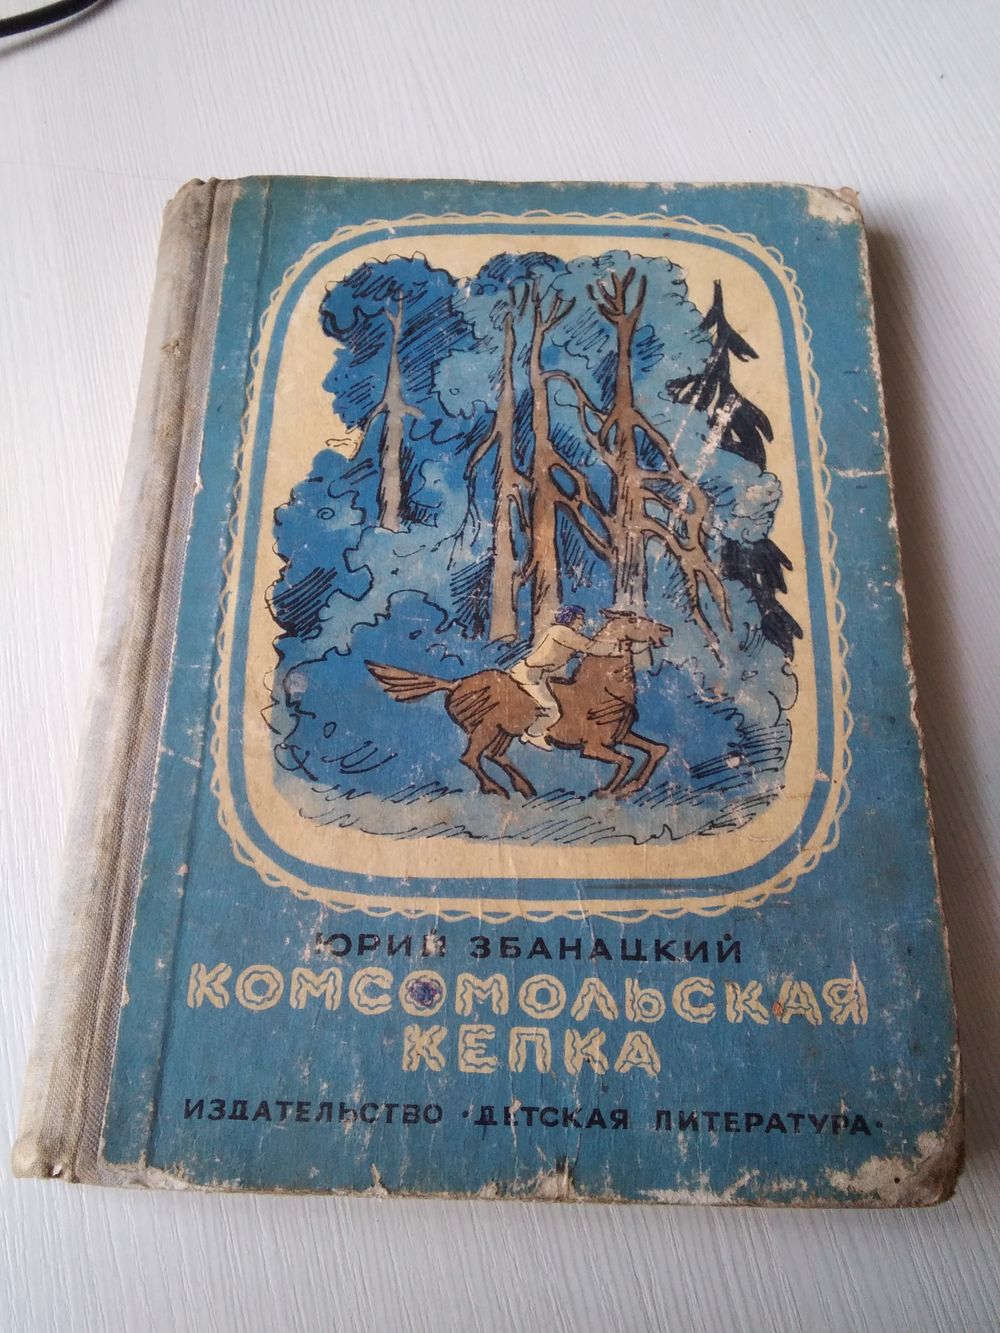 ЮРИЙ ЗБАНАЦКИЙ
КОМСОМОЛЬСКАЯ
КЕПКА
ИЗДАТЕЛЬСТВО «ДЕТСКАЯ ЛИТЕРАТУРА»